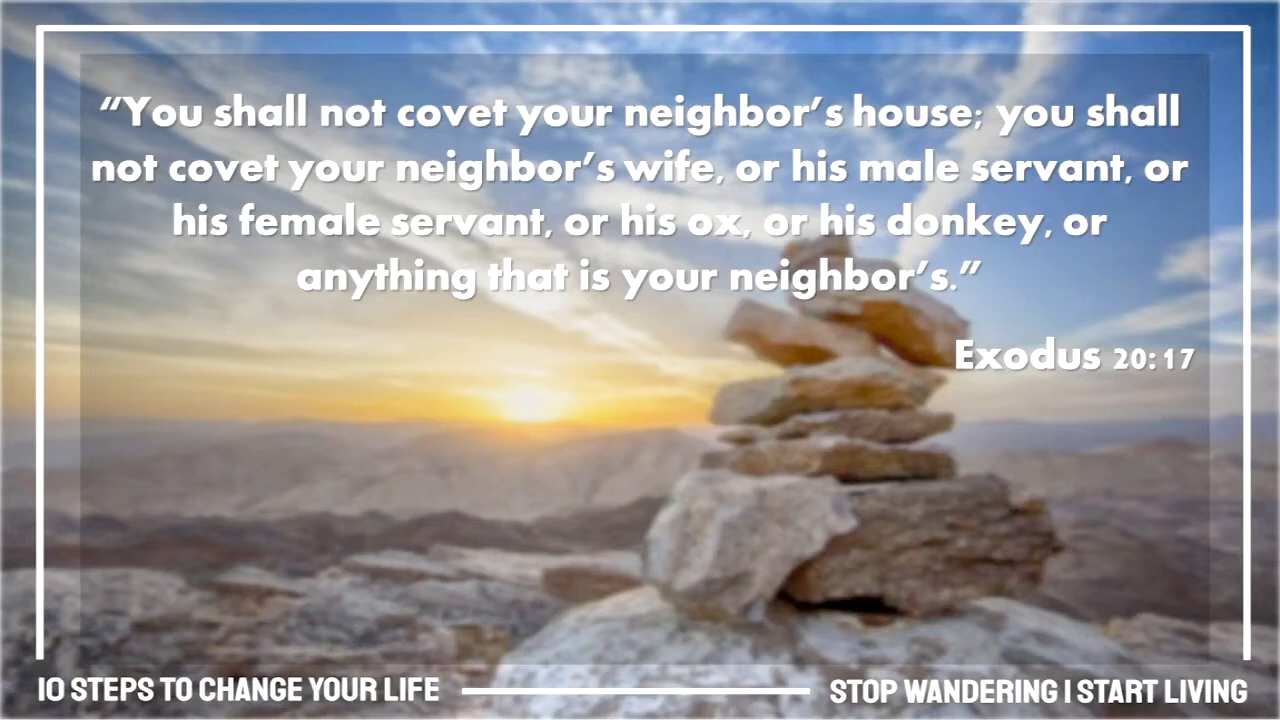 “You shall not covet your neighbor’s house; you shall
not covet your neighbor’s wife, or his male servant, or
his female servant, or his ox, or his donkey, or
anything that is your neighbor’s.”
Exodus 20:17
10 STEPS TO CHANGE YOUR LIFE
STOP WANDERING | START LIVING